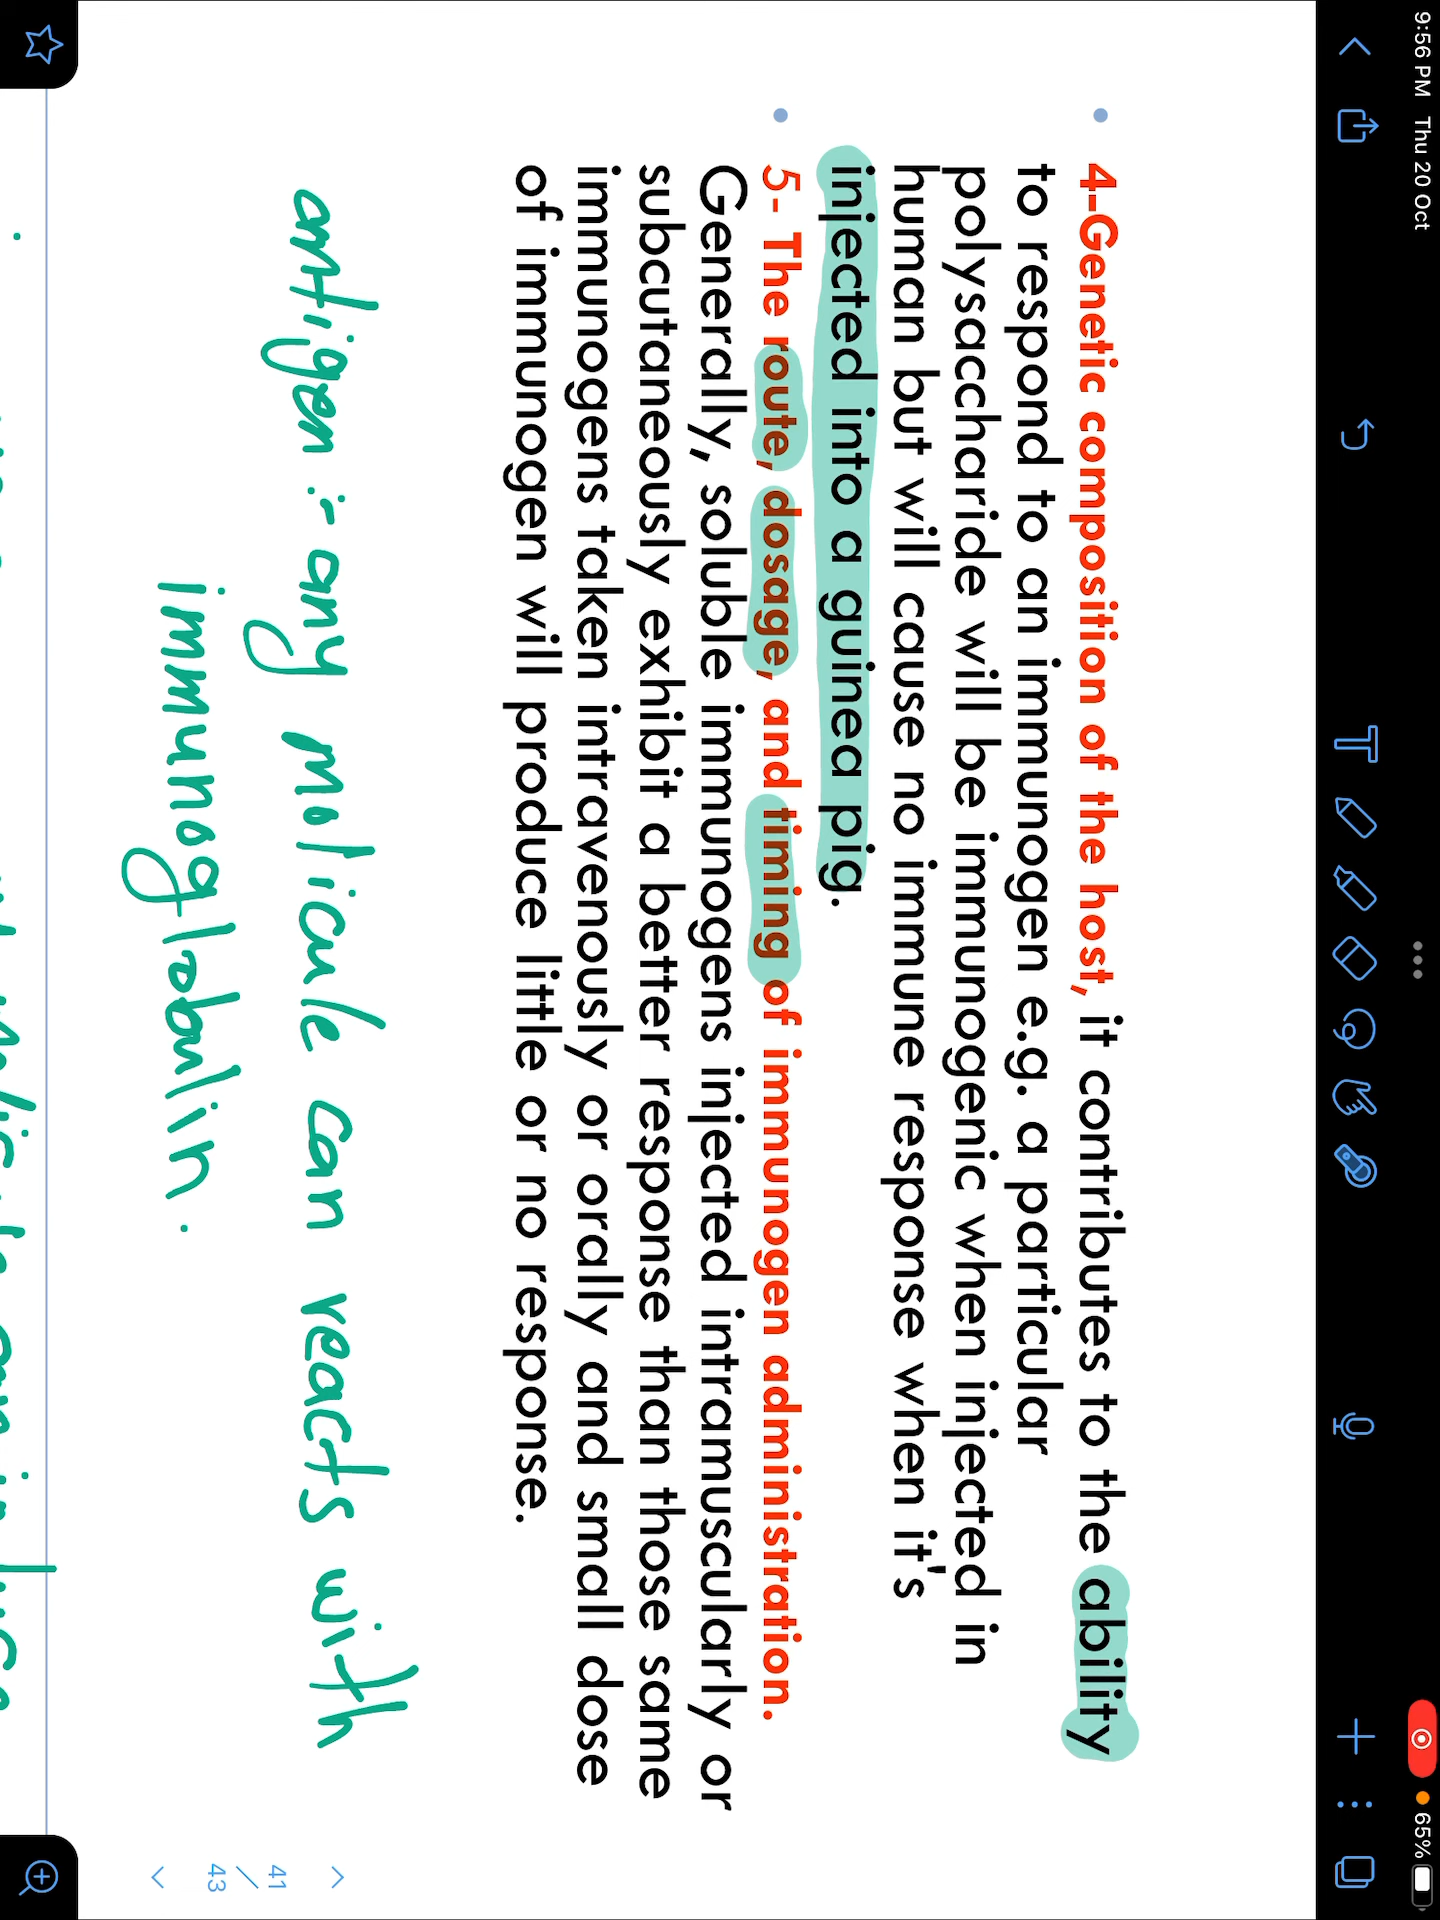 9:56 PM Thu 20 Oct
65%
4-Genetic composition of the host, it contributes to the ability
to respond to an immunogen e.g. a particular
polysaccharide will be immunogenic when injected in
human but will cause no immune response when it's
injected into a guinea pig.
5- The route, dosage, and timing of immunogen administration.
Generally, soluble immunogens injected intramuscularly or
subcutaneously exhibit a better response than those same
immunogens taken intravenously or orally and small dose
of immunogen will produce little or no response.
antigen :- any molicule can reacts with
immunoglobulin.
41 / 43